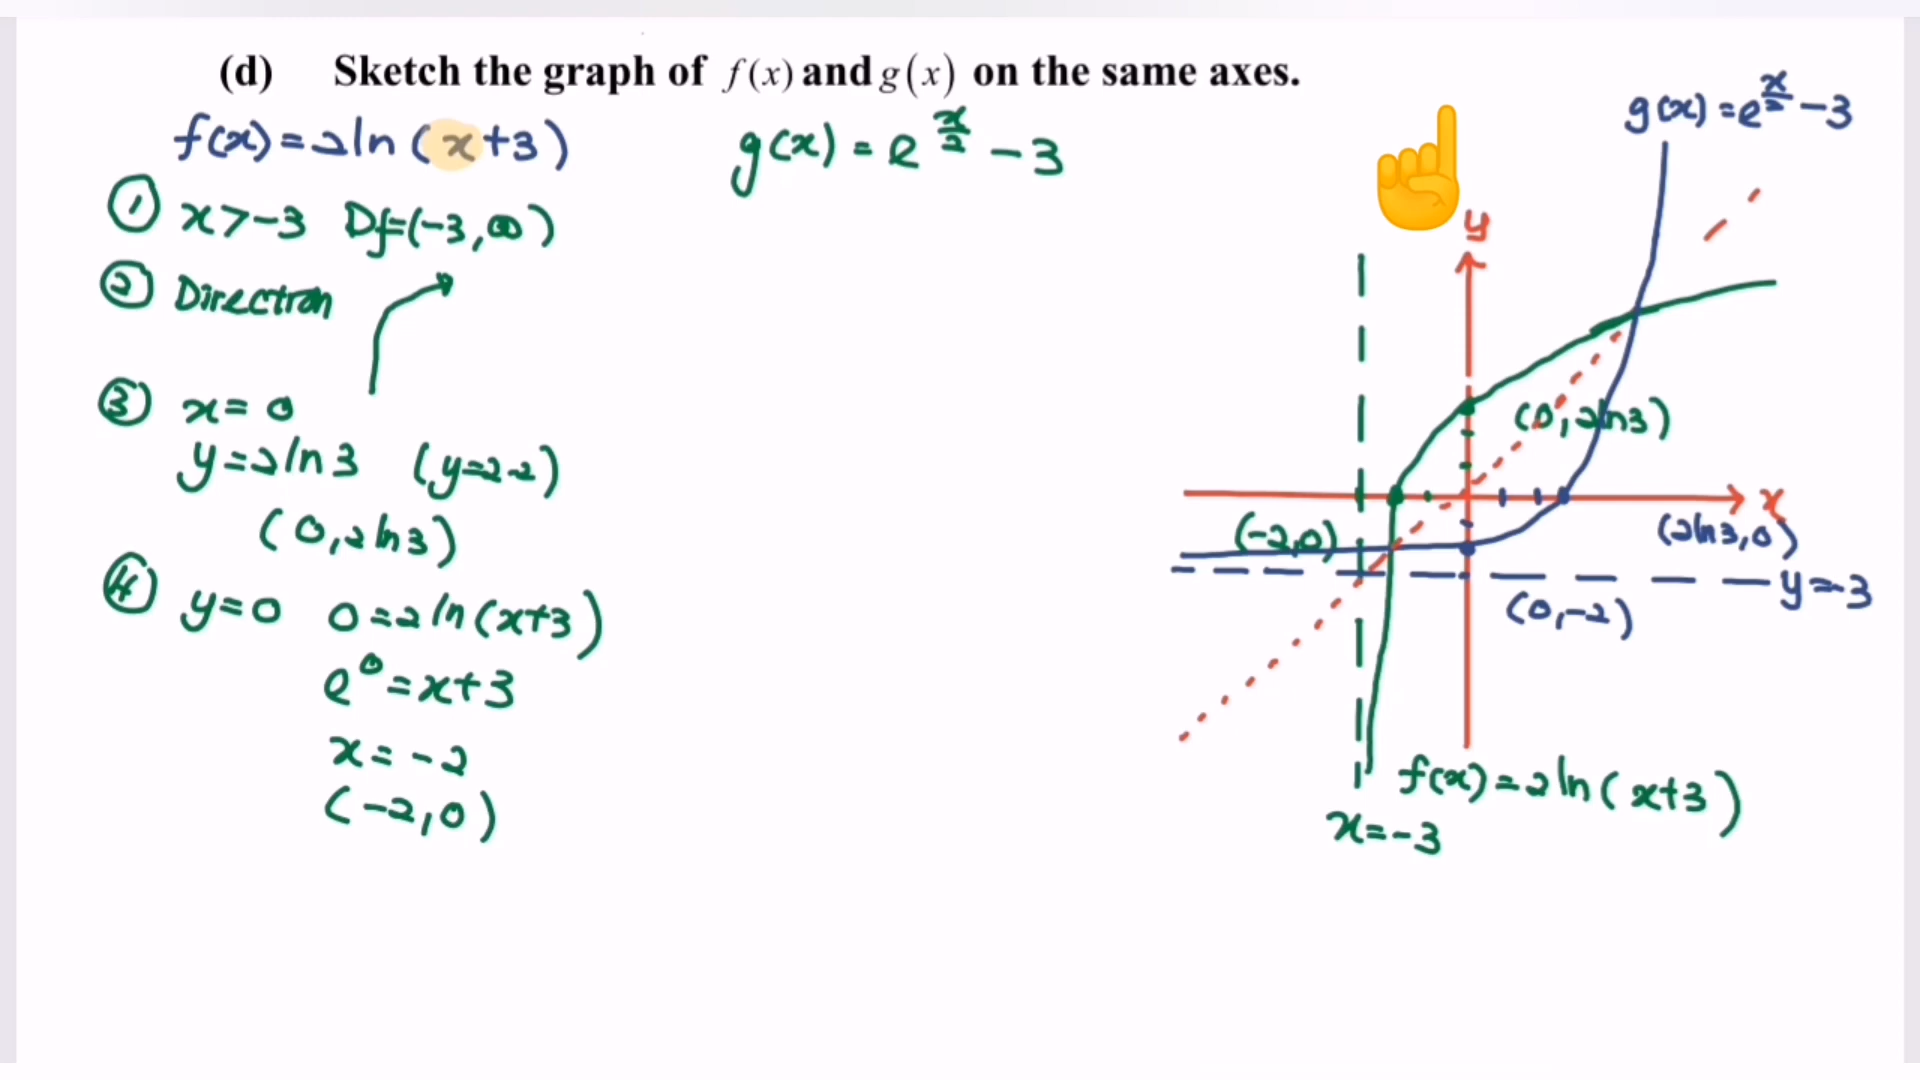 (d) Sketch the graph of f(x) and g(x) on the same axes.
f(x) = 2ln(x+3)
g(x) = e^(x/2) - 3
① x > -3 Df = (-3, ∞)
② Direction
③ x = 0
y = 2ln3 (y=2.2)
(0, 2ln3)
④ y = 0 0 = 2ln(x+3)
e^0 = x+3
x = -2
(-2, 0)
g(x) = e^(x/2) - 3
y
(0, 2ln3)
x
(-2, 0)
(2ln3, 0)
y = -3
(0, -2)
f(x) = 2ln(x+3)
x = -3